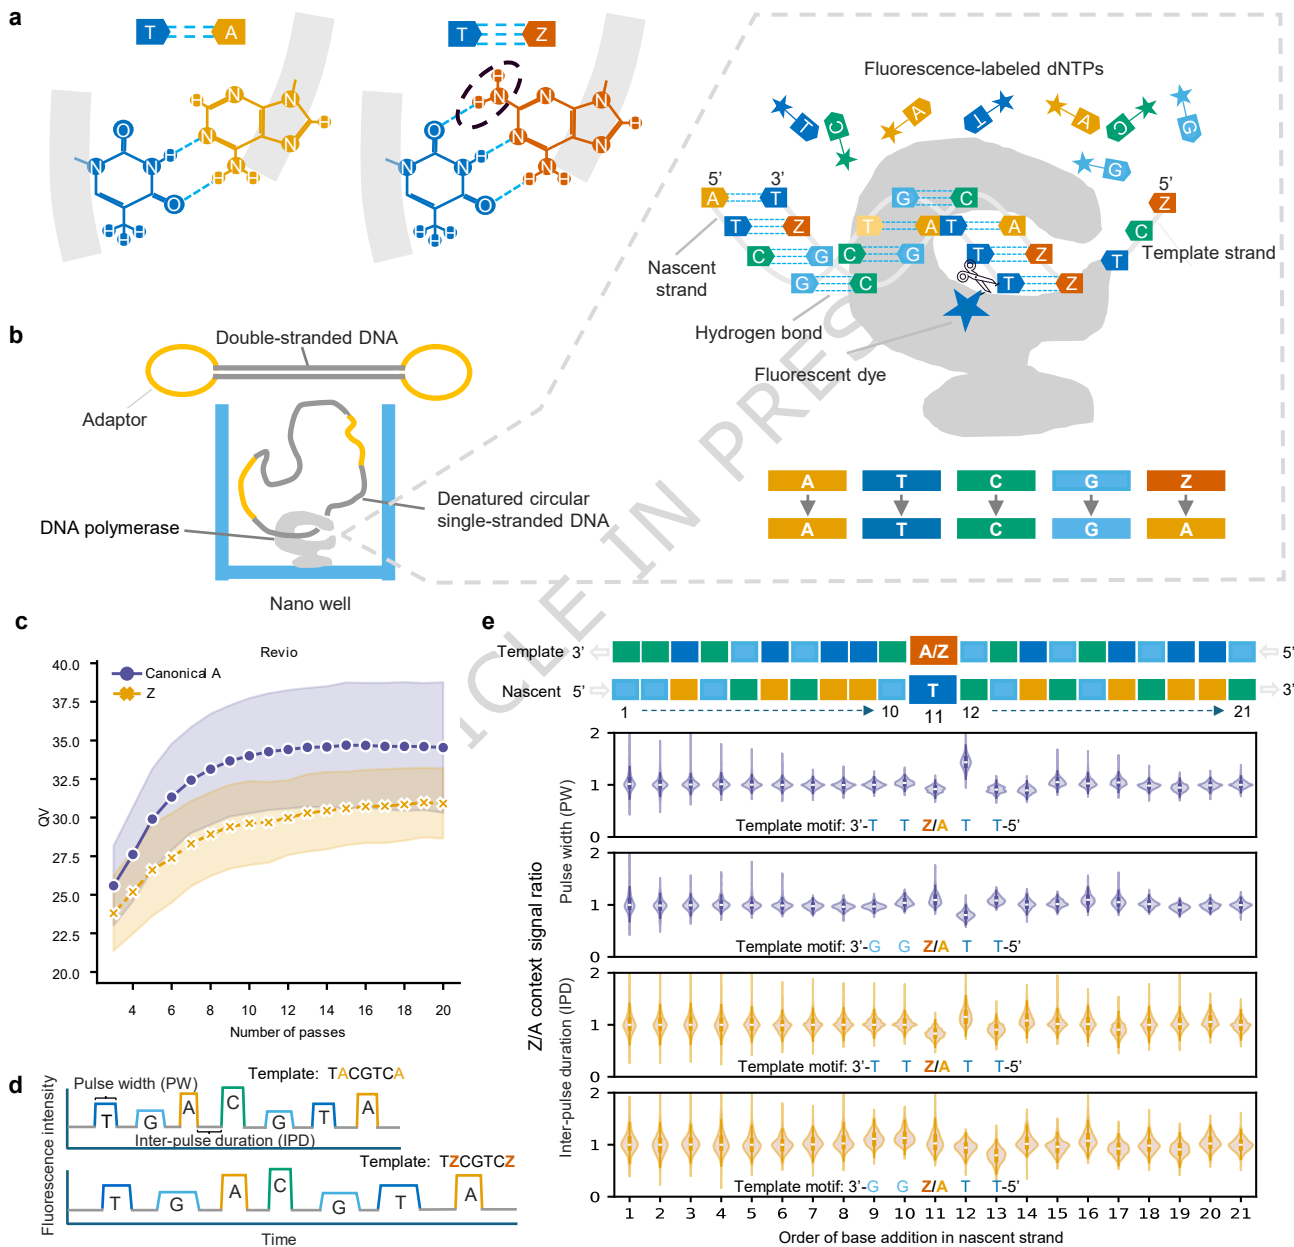 a
T A
T Z
H N N N N H H N H
O N N H O H H H
H N H N N N N H H N H
O N N H O H H H
Fluorescence-labeled dNTPs
T C A T A C G G
5’ 3’ 5’
A T G C Z
T Z T A T A C
C G C G T Z T
G C T Z
Template strand
Nascent
strand
Hydrogen bond
Fluorescent dye
A T C G Z
A T C G A
b
Double-stranded DNA
Adaptor
Denatured circular
single-stranded DNA
DNA polymerase
Nano well
ARTICLE IN PRESS
c
Revio
Canonical A
Z
QV
40.0
37.5
35.0
32.5
30.0
27.5
25.0
22.5
20.0
4 6 8 10 12 14 16 18 20
Number of passes
d
Fluorescence intensity
Pulse width (PW)
Template: TACGTCA
T G A C G T A
Inter-pulse duration (IPD)
Template: TZCGTCZ
T G A C G T A
Time
e
Template 3’ A/Z 5’
Nascent 5’ T 3’
1 10 11 12 21
Z/A context signal ratio
Pulse width (PW)
2
1
0
Template motif: 3’-T T Z/A T T-5’
2
1
0
Template motif: 3’-G G Z/A T T-5’
Inter-pulse duration (IPD)
2
1
0
Template motif: 3’-T T Z/A T T-5’
2
1
0
Template motif: 3’-G G Z/A T T-5’
1 2 3 4 5 6 7 8 9 10 11 12 13 14 15 16 17 18 19 20 21
Order of base addition in nascent strand